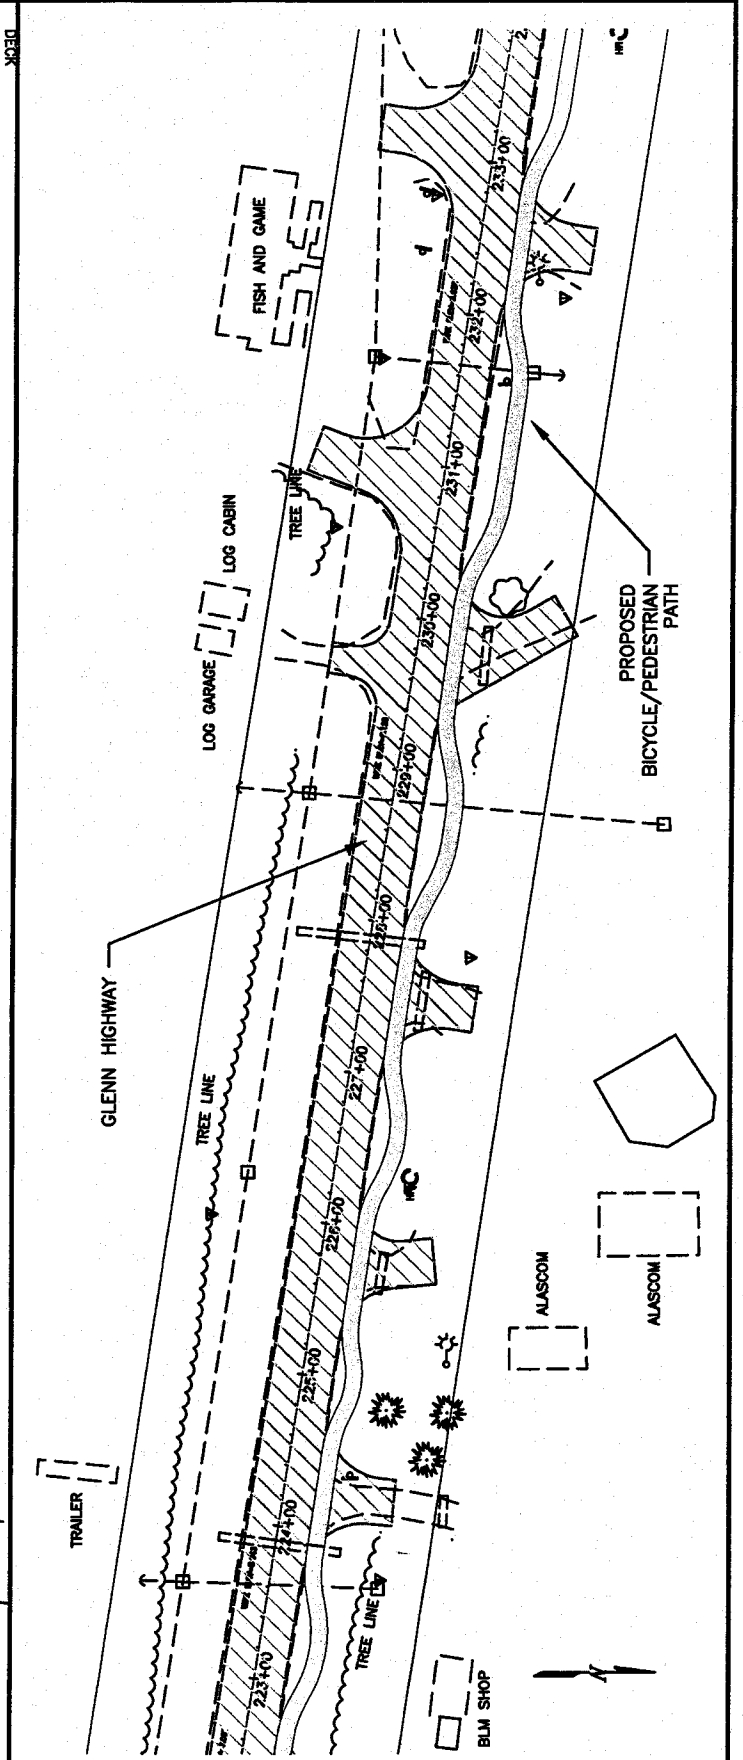 DECK
FISH AND GAME
LOG CABIN
LOG GARAGE
TREE LINE
233+00
232+00
231+00
230+00
229+00
228+00
227+00
226+00
225+00
224+00
223+00
PROPOSED
BICYCLE/PEDESTRIAN
PATH
GLENN HIGHWAY
TREE LINE
ALASCOM
ALASCOM
TRAILER
TREE LINE
BLM SHOP
N